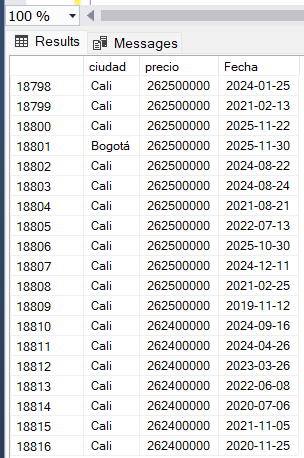 100 %
Results Messages
ciudad precio Fecha
18798 Cali 262500000 2024-01-25
18799 Cali 262500000 2021-02-13
18800 Cali 262500000 2025-11-22
18801 Bogotá 262500000 2025-11-30
18802 Cali 262500000 2024-08-22
18803 Cali 262500000 2024-08-24
18804 Cali 262500000 2021-08-21
18805 Cali 262500000 2022-07-13
18806 Cali 262500000 2025-10-30
18807 Cali 262500000 2024-12-11
18808 Cali 262500000 2021-02-25
18809 Cali 262500000 2019-11-12
18810 Cali 262400000 2024-09-16
18811 Cali 262400000 2024-04-26
18812 Cali 262400000 2023-03-26
18813 Cali 262400000 2022-06-08
18814 Cali 262400000 2020-07-06
18815 Cali 262400000 2021-11-05
18816 Cali 262400000 2020-11-25